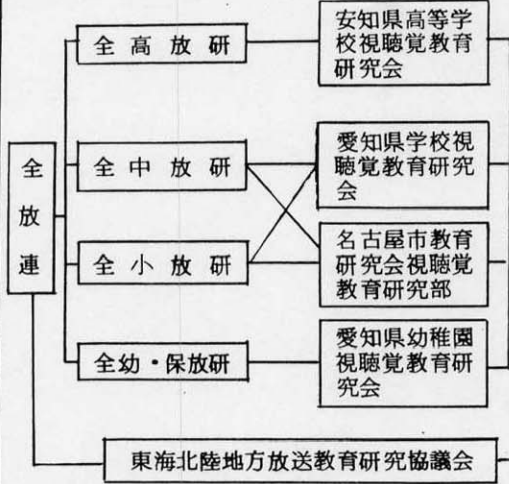 全放連
全高放研
安知県高等学
校視聴覚教育
研究会
全中放研
愛知県学校視
聴覚教育研究
会
全小放研
名古屋市教育
研究会視聴覚
教育研究部
全幼・保放研
愛知県幼稚園
視聴覚教育研
究会
東海北陸地方放送教育研究協議会